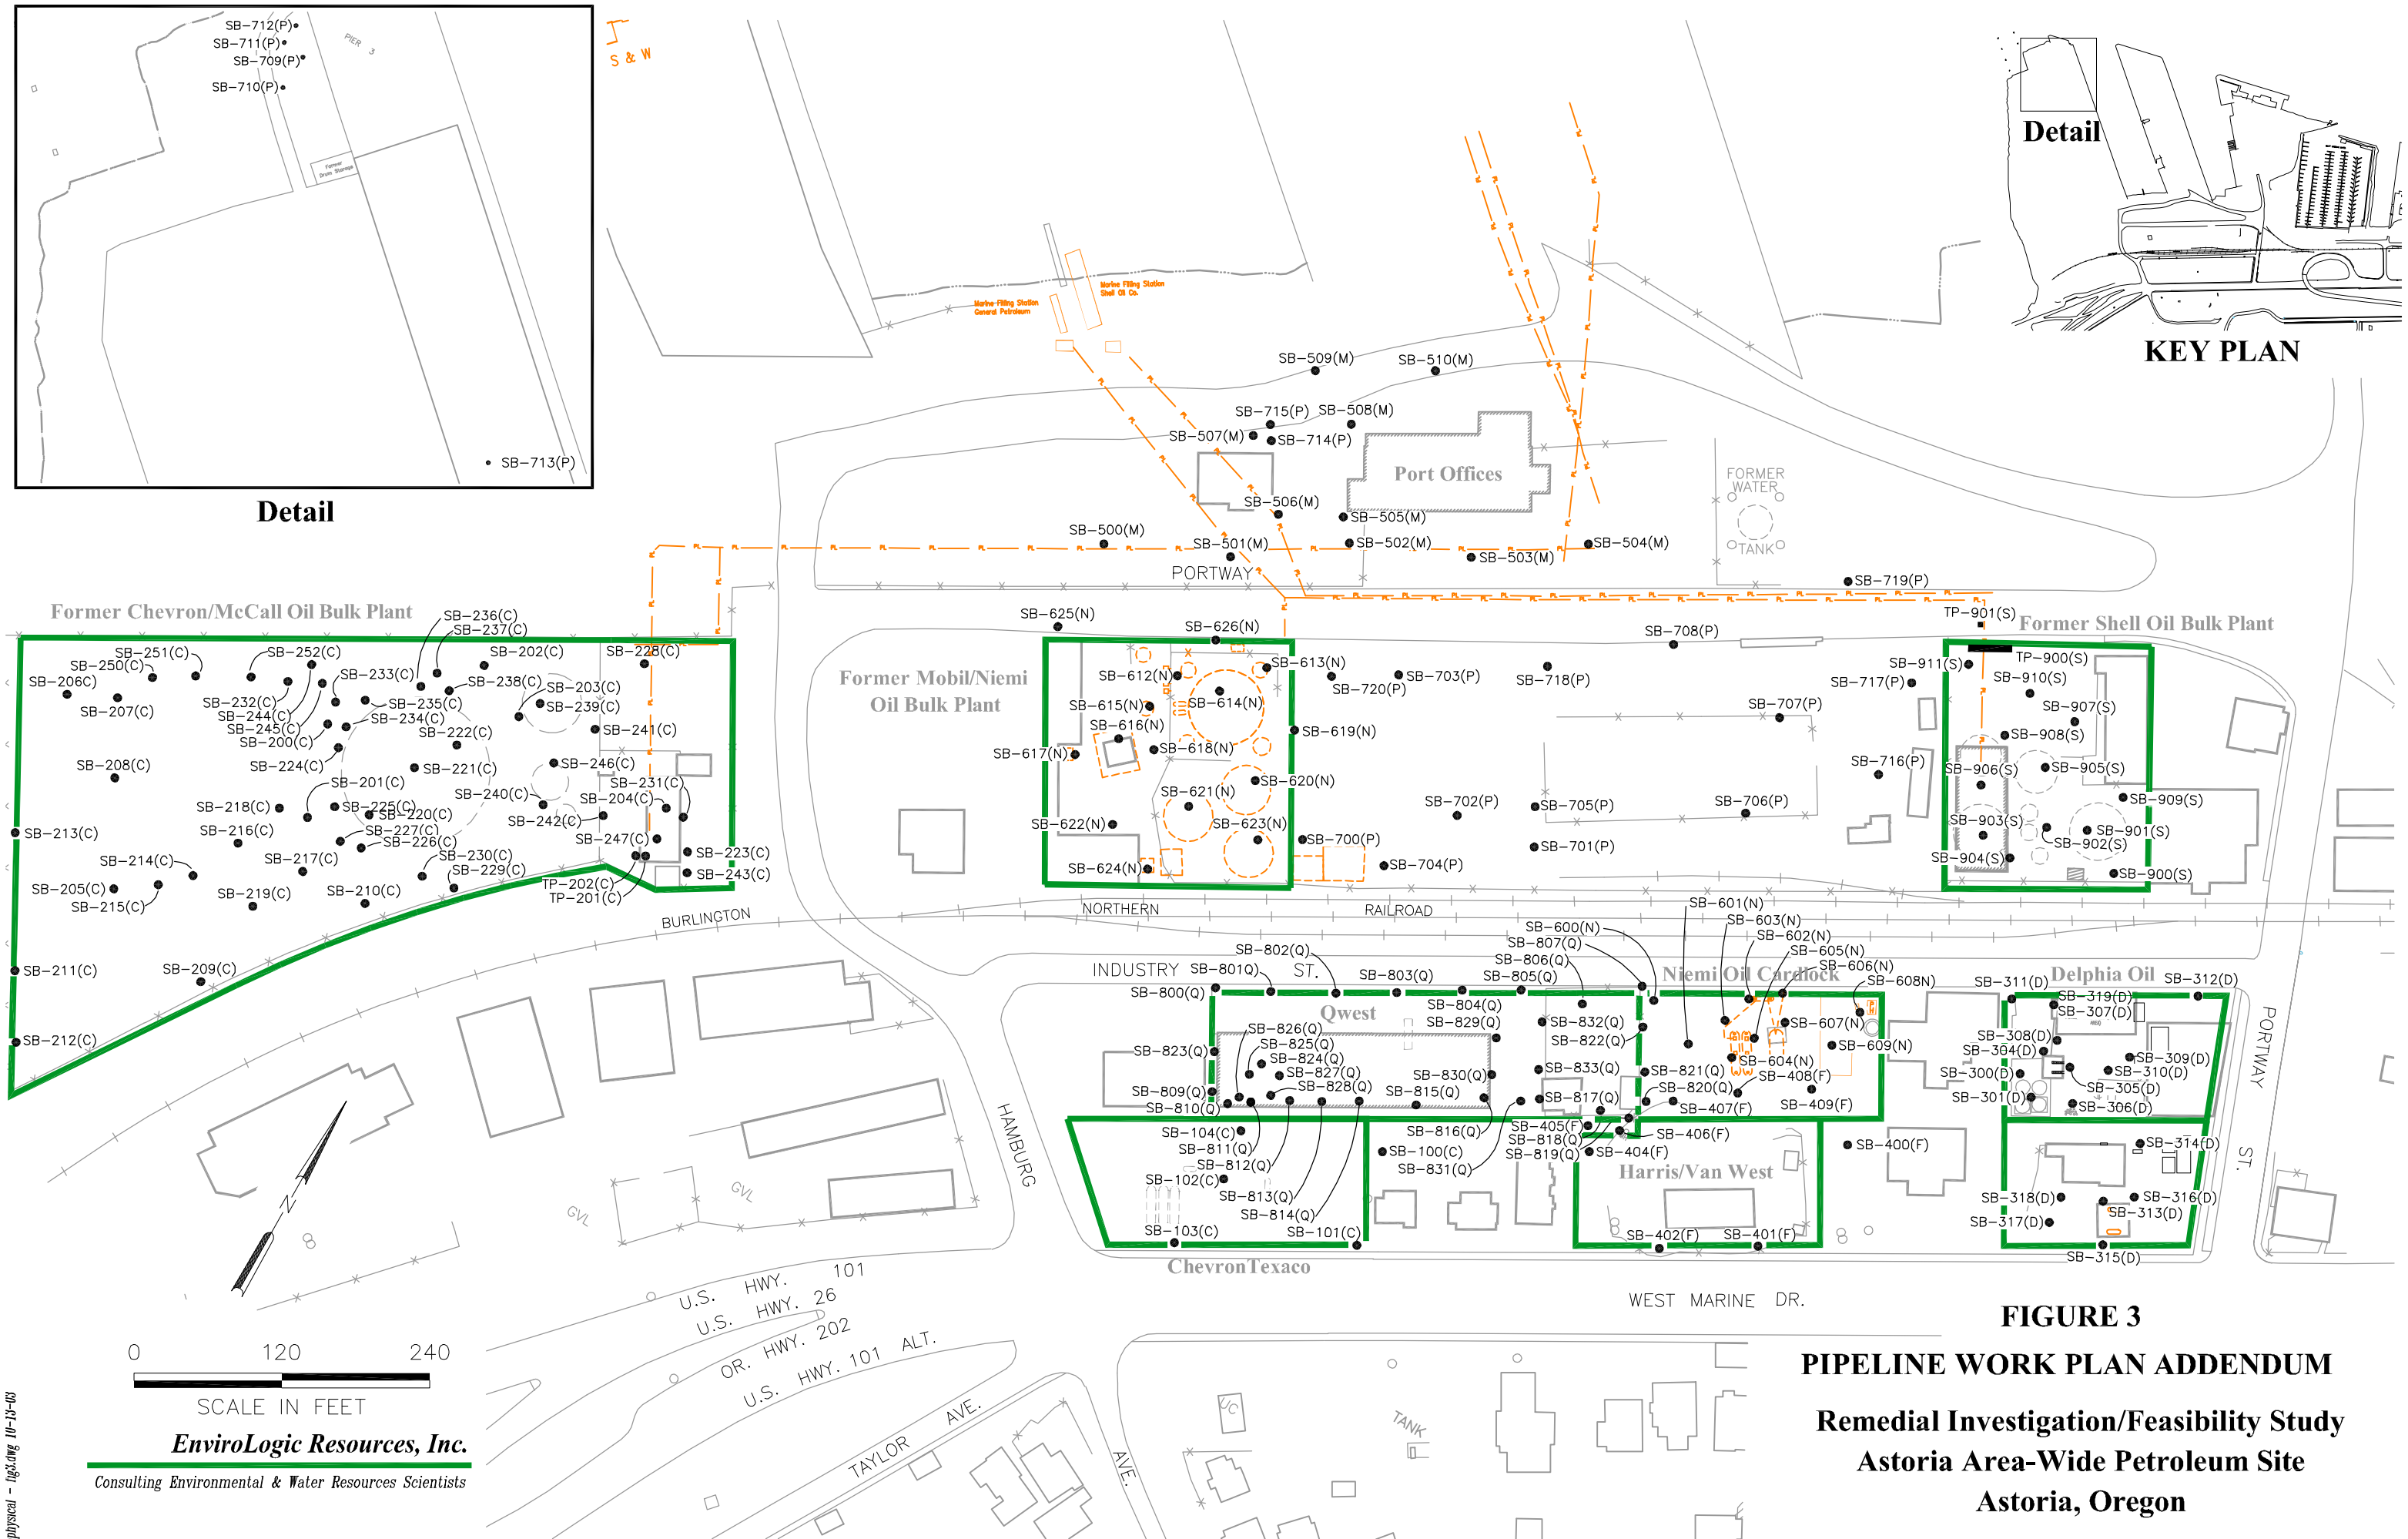 SB-712(P)
SB-711(P)
SB-709(P)
SB-710(P)
PIER 3
Former
Drum Storage
SB-713(P)
Detail
S & W
Marine Filling Station
General Petroleum
Marine Filling Station
Shell Oil Co.
Detail
KEY PLAN
SB-509(M)
SB-510(M)
SB-715(P)
SB-508(M)
SB-507(M)
SB-714(P)
Port Offices
FORMER
WATER
TANK
SB-506(M)
SB-505(M)
SB-500(M)
SB-501(M)
SB-502(M)
SB-503(M)
SB-504(M)
PORTWAY
SB-719(P)
TP-901(S)
Former Chevron/McCall Oil Bulk Plant
SB-236(C)
SB-237(C)
SB-251(C)
SB-252(C)
SB-202(C)
SB-228(C)
SB-250(C)
SB-233(C)
SB-206C)
SB-238(C)
SB-203(C)
SB-207(C)
SB-232(C)
SB-235(C)
SB-239(C)
SB-244(C)
SB-234(C)
SB-245(C)
SB-200(C)
SB-222(C)
SB-241(C)
SB-224(C)
SB-208(C)
SB-221(C)
SB-246(C)
SB-201(C)
SB-231(C)
SB-218(C)
SB-225(C)
SB-240(C)
SB-204(C)
SB-220(C)
SB-242(C)
SB-213(C)
SB-216(C)
SB-227(C)
SB-226(C)
SB-247(C)
SB-214(C)
SB-217(C)
SB-230(C)
SB-223(C)
SB-229(C)
SB-243(C)
SB-205(C)
SB-215(C)
SB-219(C)
SB-210(C)
TP-202(C)
TP-201(C)
SB-211(C)
SB-209(C)
SB-212(C)
Former Mobil/Niemi
Oil Bulk Plant
SB-625(N)
SB-626(N)
SB-613(N)
SB-612(N)
SB-615(N)
SB-614(N)
SB-616(N)
SB-617(N)
SB-618(N)
SB-619(N)
SB-620(N)
SB-621(N)
SB-622(N)
SB-623(N)
SB-624(N)
SB-720(P)
SB-703(P)
SB-718(P)
SB-708(P)
SB-717(P)
SB-707(P)
SB-716(P)
SB-702(P)
SB-705(P)
SB-706(P)
SB-700(P)
SB-701(P)
SB-704(P)
Former Shell Oil Bulk Plant
SB-911(S)
TP-900(S)
SB-910(S)
SB-907(S)
SB-908(S)
SB-906(S)
SB-905(S)
SB-909(S)
SB-903(S)
SB-901(S)
SB-902(S)
SB-904(S)
SB-900(S)
BURLINGTON
NORTHERN
RAILROAD
INDUSTRY
ST.
SB-601(N)
SB-603(N)
SB-600(N)
SB-602(N)
SB-802(Q)
SB-807(Q)
SB-605(N)
SB-801Q)
SB-803(Q)
SB-806(Q)
SB-606(N)
SB-805(Q)
Niemi Oil Cardlock
SB-608N)
SB-800(Q)
SB-804(Q)
Qwest
SB-829(Q)
SB-832(Q)
SB-607(N)
SB-826(Q)
SB-822(Q)
SB-825(Q)
SB-823(Q)
SB-824(Q)
SB-609(N)
SB-604(N)
SB-827(Q)
SB-833(Q)
SB-821(Q)
SB-828(Q)
SB-830(Q)
SB-408(F)
SB-809(Q)
SB-815(Q)
SB-820(Q)
SB-810(Q)
SB-817(Q)
SB-407(F)
SB-409(F)
SB-104(C)
SB-816(Q)
SB-405(F)
SB-406(F)
SB-811(Q)
SB-818(Q)
SB-100(C)
SB-819(Q)
SB-404(F)
SB-400(F)
SB-812(Q)
SB-831(Q)
SB-102(C)
Harris/Van West
SB-813(Q)
SB-814(Q)
SB-103(C)
SB-101(C)
SB-402(F)
SB-401(F)
ChevronTexaco
Delphia Oil
SB-311(D)
SB-312(D)
SB-319(D)
SB-307(D)
SB-308(D)
SB-304(D)
SB-309(D)
SB-300(D)
SB-310(D)
SB-305(D)
SB-301(D)
SB-306(D)
SB-314(D)
SB-318(D)
SB-316(D)
SB-313(D)
SB-317(D)
SB-315(D)
PORTWAY
ST.
HAMBURG
AVE.
GVL
GVL
N
U.S. HWY. 101
U.S. HWY. 26
OR. HWY. 202
U.S. HWY. 101 ALT.
TAYLOR AVE.
WEST MARINE DR.
UC
TANK
0 120 240
SCALE IN FEET
EnviroLogic Resources, Inc.
Consulting Environmental & Water Resources Scientists
physical - fig3.dwg 10-13-03
FIGURE 3
PIPELINE WORK PLAN ADDENDUM
Remedial Investigation/Feasibility Study
Astoria Area-Wide Petroleum Site
Astoria, Oregon